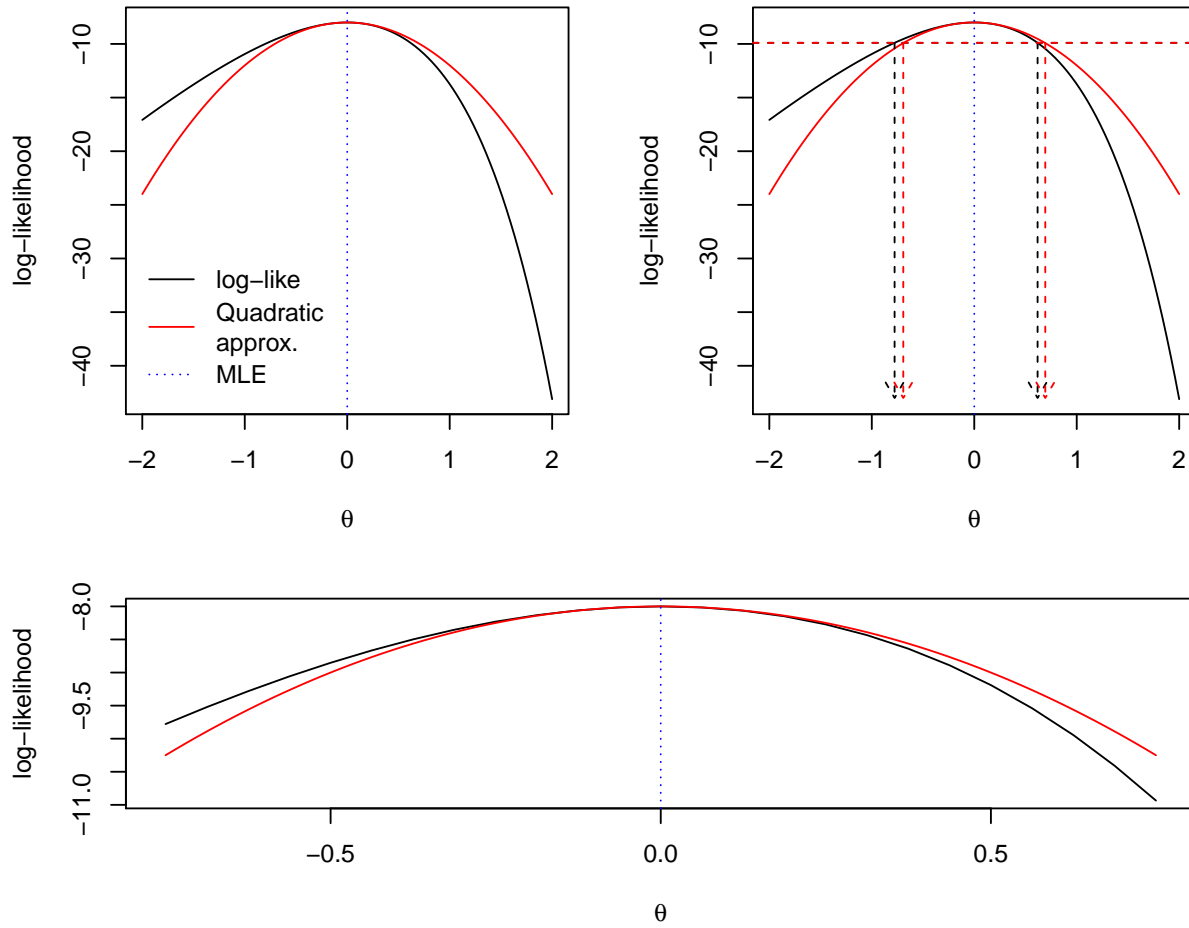 log−likelihood
−10
−20
−30
−40
log−like
Quadratic
approx.
MLE
−2 −1 0 1 2
θ
log−likelihood
−10
−20
−30
−40
−2 −1 0 1 2
θ
log−likelihood
−8.0
−9.5
−11.0
−0.5 0.0 0.5
θ